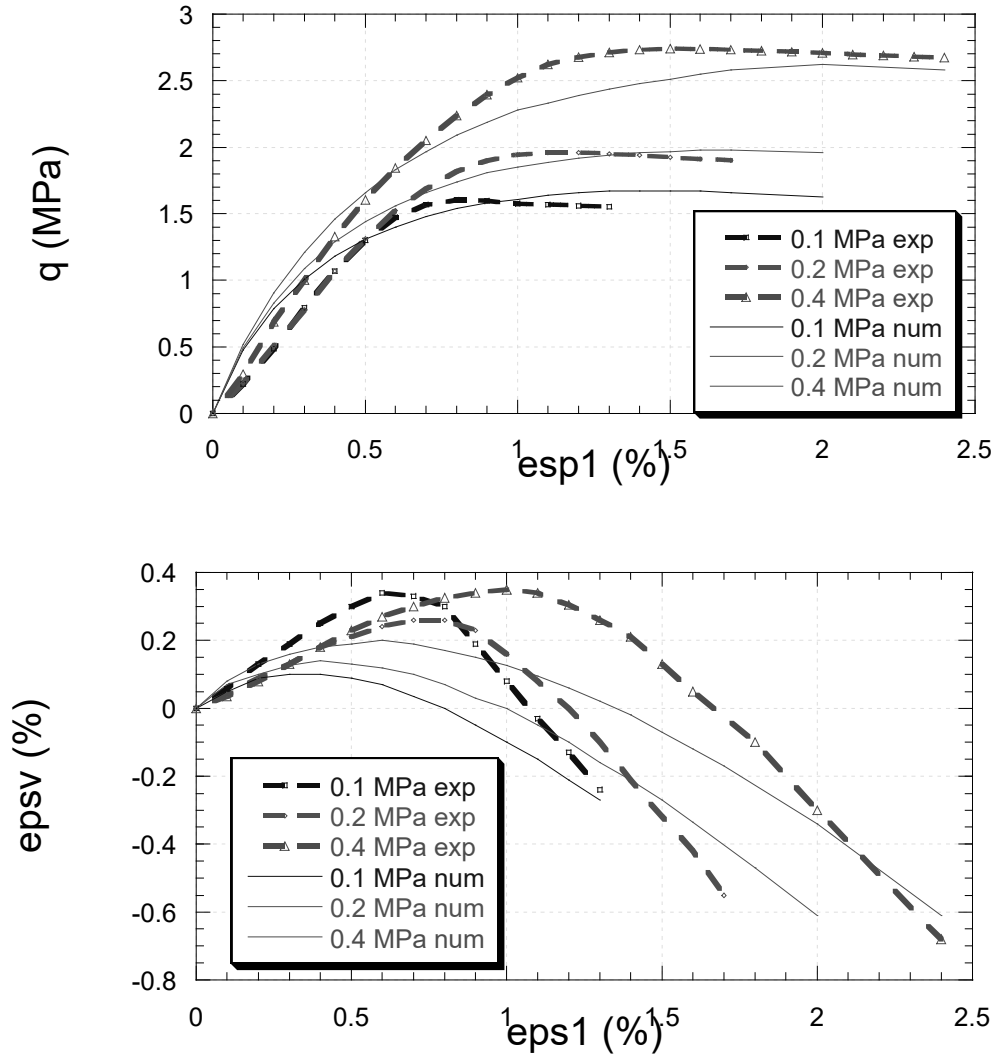 3
2.5
2
1.5
1
0.5
0
q (MPa)
0.1 MPa exp
0.2 MPa exp
0.4 MPa exp
0.1 MPa num
0.2 MPa num
0.4 MPa num
0 0.5 1 1.5 2 2.5
esp1 (%)
0.4
0.2
0
-0.2
-0.4
-0.6
-0.8
epsv (%)
0.1 MPa exp
0.2 MPa exp
0.4 MPa exp
0.1 MPa num
0.2 MPa num
0.4 MPa num
0 0.5 1 1.5 2 2.5
eps1 (%)